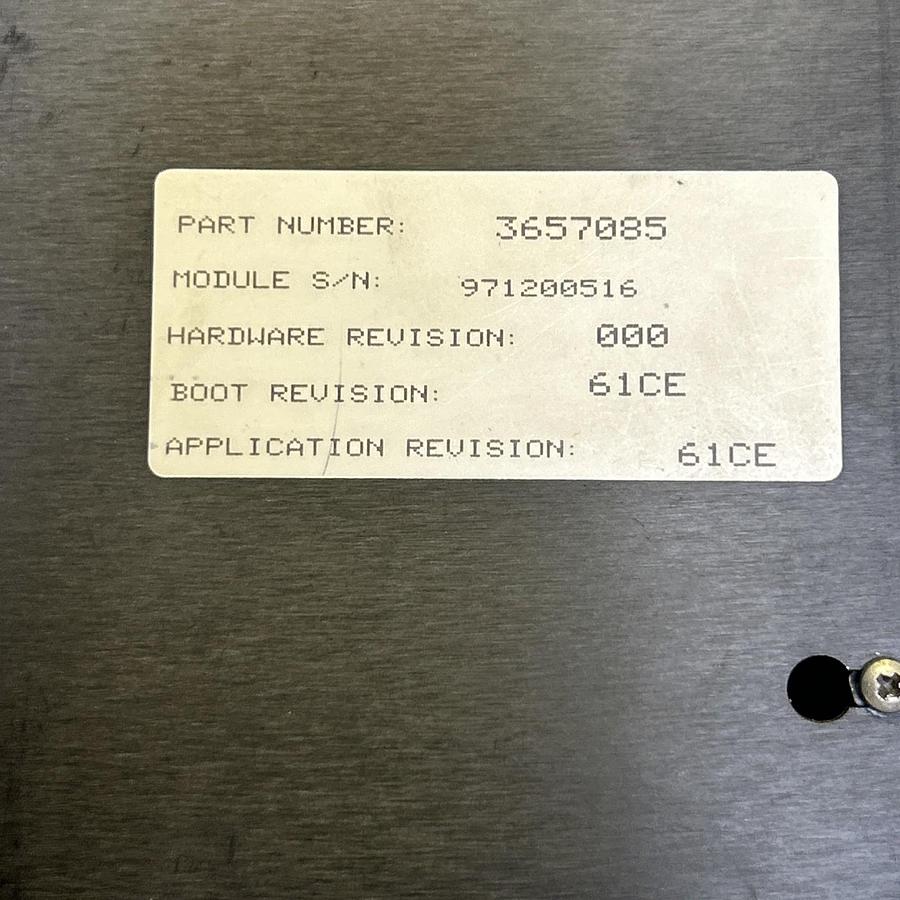 PART NUMBER: 3657085
MODULE S/N: 971200516
HARDWARE REVISION: 000
BOOT REVISION: 61CE
APPLICATION REVISION: 61CE